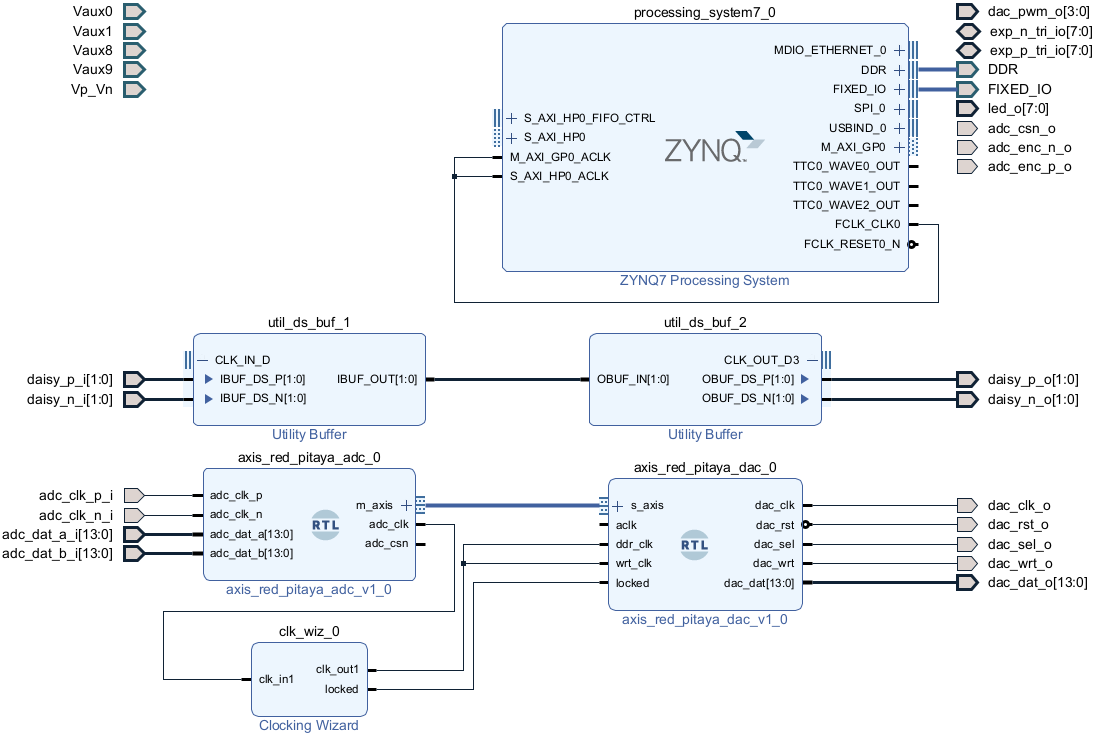 Vaux0
Vaux1
Vaux8
Vaux9
Vp_Vn
processing_system7_0
MDIO_ETHERNET_0
DDR
FIXED_IO
SPI_0
USBIND_0
M_AXI_GP0
TTC0_WAVE0_OUT
TTC0_WAVE1_OUT
TTC0_WAVE2_OUT
FCLK_CLK0
FCLK_RESET0_N
S_AXI_HP0_FIFO_CTRL
S_AXI_HP0
M_AXI_GP0_ACLK
S_AXI_HP0_ACLK
ZYNQ
ZYNQ7 Processing System
dac_pwm_o[3:0]
exp_n_tri_io[7:0]
exp_p_tri_io[7:0]
DDR
FIXED_IO
led_o[7:0]
adc_csn_o
adc_enc_n_o
adc_enc_p_o
daisy_p_i[1:0]
daisy_n_i[1:0]
util_ds_buf_1
CLK_IN_D
IBUF_DS_P[1:0]
IBUF_DS_N[1:0]
IBUF_OUT[1:0]
Utility Buffer
util_ds_buf_2
OBUF_IN[1:0]
CLK_OUT_D3
OBUF_DS_P[1:0]
OBUF_DS_N[1:0]
Utility Buffer
daisy_p_o[1:0]
daisy_n_o[1:0]
adc_clk_p_i
adc_clk_n_i
adc_dat_a_i[13:0]
adc_dat_b_i[13:0]
axis_red_pitaya_adc_0
adc_clk_p
adc_clk_n
adc_dat_a[13:0]
adc_dat_b[13:0]
RTL
m_axis
adc_clk
adc_csn
axis_red_pitaya_adc_v1_0
axis_red_pitaya_dac_0
s_axis
aclk
ddr_clk
wrt_clk
locked
RTL
dac_clk
dac_rst
dac_sel
dac_wrt
dac_dat[13:0]
axis_red_pitaya_dac_v1_0
dac_clk_o
dac_rst_o
dac_sel_o
dac_wrt_o
dac_dat_o[13:0]
clk_wiz_0
clk_in1
clk_out1
locked
Clocking Wizard